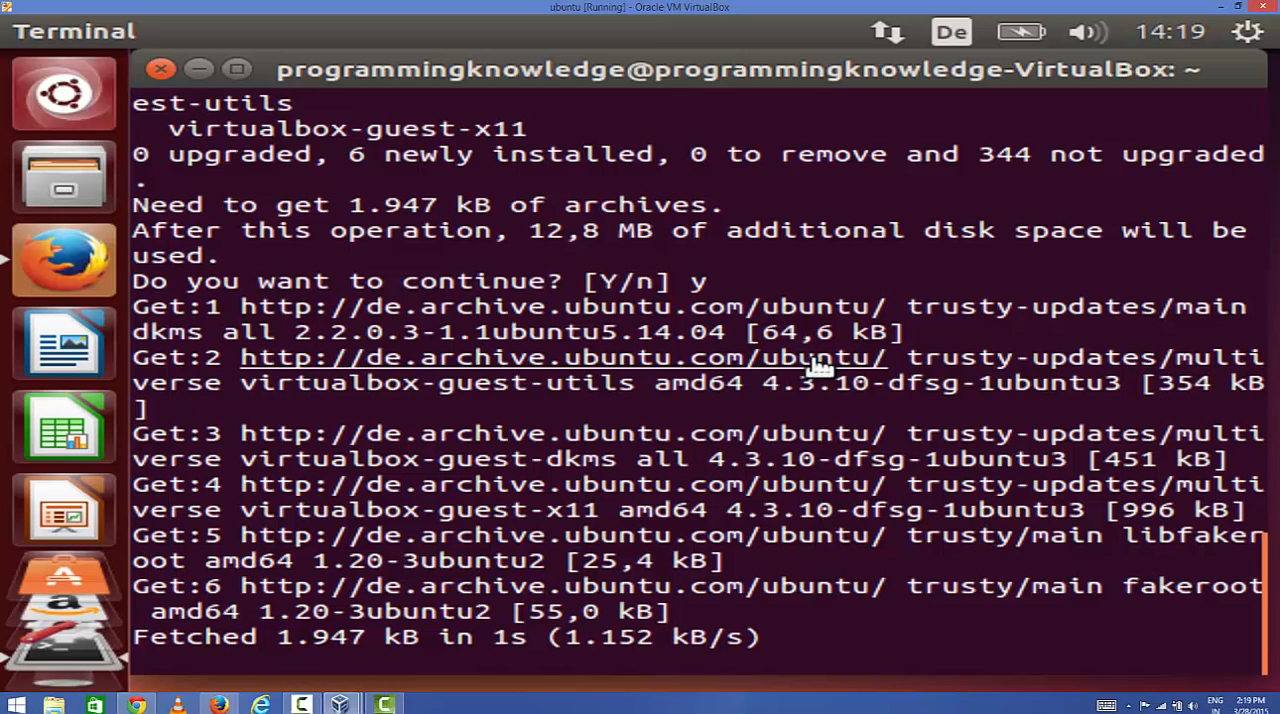 ubuntu [Running] - Oracle VM VirtualBox
Terminal
De
14:19
programmingknowledge@programmingknowledge-VirtualBox: ~
est-utils
  virtualbox-guest-x11
0 upgraded, 6 newly installed, 0 to remove and 344 not upgraded
.
Need to get 1.947 kB of archives.
After this operation, 12,8 MB of additional disk space will be
used.
Do you want to continue? [Y/n] y
Get:1 http://de.archive.ubuntu.com/ubuntu/ trusty-updates/main
dkms all 2.2.0.3-1.1ubuntu5.14.04 [64,6 kB]
Get:2 http://de.archive.ubuntu.com/ubuntu/ trusty-updates/multi
verse virtualbox-guest-utils amd64 4.3.10-dfsg-1ubuntu3 [354 kB
]
Get:3 http://de.archive.ubuntu.com/ubuntu/ trusty-updates/multi
verse virtualbox-guest-dkms all 4.3.10-dfsg-1ubuntu3 [451 kB]
Get:4 http://de.archive.ubuntu.com/ubuntu/ trusty-updates/multi
verse virtualbox-guest-x11 amd64 4.3.10-dfsg-1ubuntu3 [996 kB]
Get:5 http://de.archive.ubuntu.com/ubuntu/ trusty/main libfaker
oot amd64 1.20-3ubuntu2 [25,4 kB]
Get:6 http://de.archive.ubuntu.com/ubuntu/ trusty/main fakeroot
 amd64 1.20-3ubuntu2 [55,0 kB]
Fetched 1.947 kB in 1s (1.152 kB/s)
ENG
IN
2:19 PM
3/28/2015